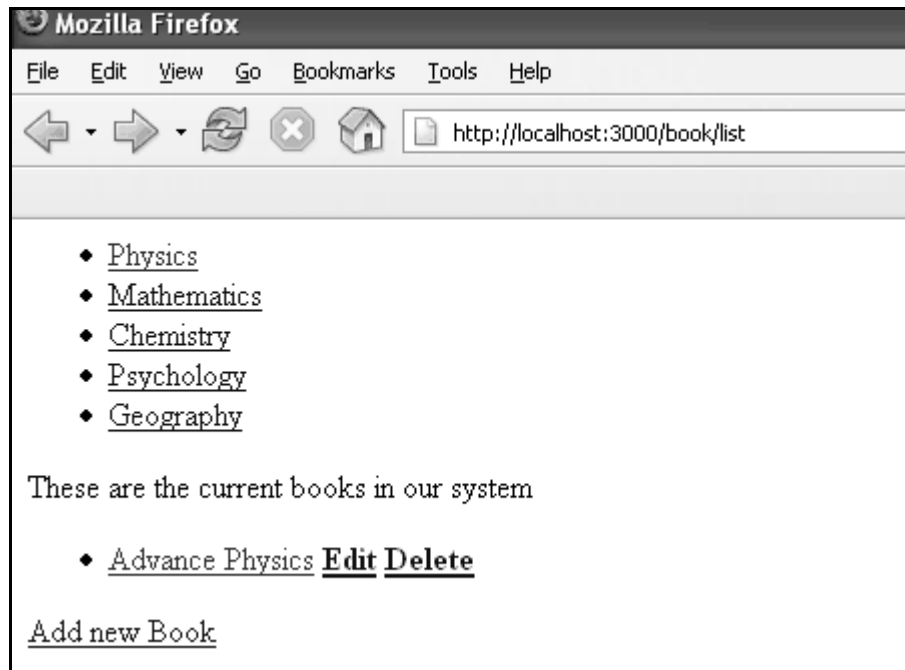 Mozilla Firefox
File Edit View Go Bookmarks Tools Help
http://localhost:3000/book/list
Physics
Mathematics
Chemistry
Psychology
Geography
These are the current books in our system
Advance Physics Edit Delete
Add new Book